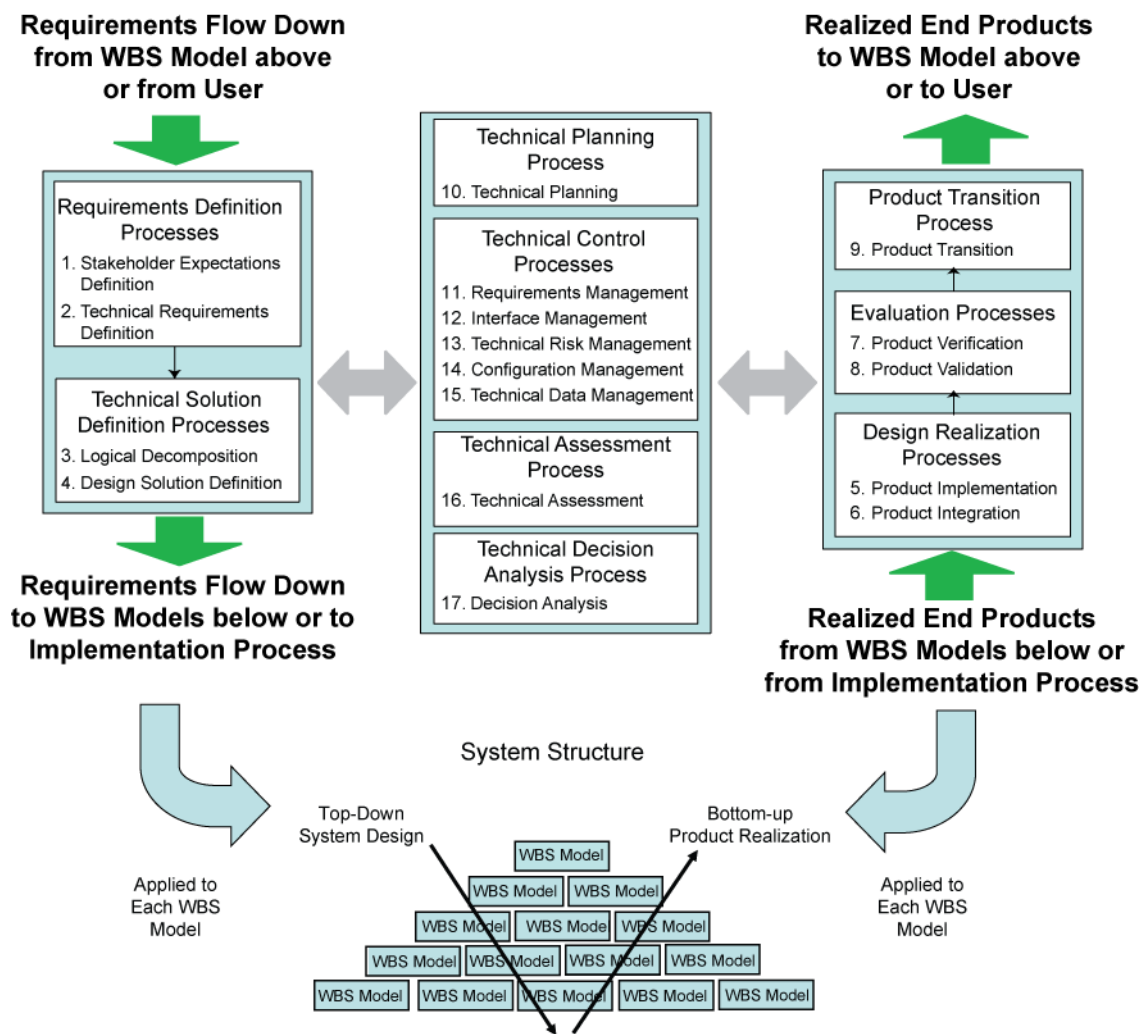 Requirements Flow Down
from WBS Model above
or from User
Requirements Definition
Processes
1. Stakeholder Expectations
Definition
2. Technical Requirements
Definition
Technical Solution
Definition Processes
3. Logical Decomposition
4. Design Solution Definition
Requirements Flow Down
to WBS Models below or to
Implementation Process
Technical Planning
Process
10. Technical Planning
Technical Control
Processes
11. Requirements Management
12. Interface Management
13. Technical Risk Management
14. Configuration Management
15. Technical Data Management
Technical Assessment
Process
16. Technical Assessment
Technical Decision
Analysis Process
17. Decision Analysis
Realized End Products
to WBS Model above
or to User
Product Transition
Process
9. Product Transition
Evaluation Processes
7. Product Verification
8. Product Validation
Design Realization
Processes
5. Product Implementation
6. Product Integration
Realized End Products
from WBS Models below or
from Implementation Process
System Structure
Top-Down
System Design
Bottom-up
Product Realization
Applied to
Each WBS
Model
Applied to
Each WBS
Model
WBS Model
WBS Model WBS Model
WBS Model WBS Model WBS Model
WBS Model WBS Model WBS Model WBS Model
WBS Model WBS Model WBS Model WBS Model WBS Model